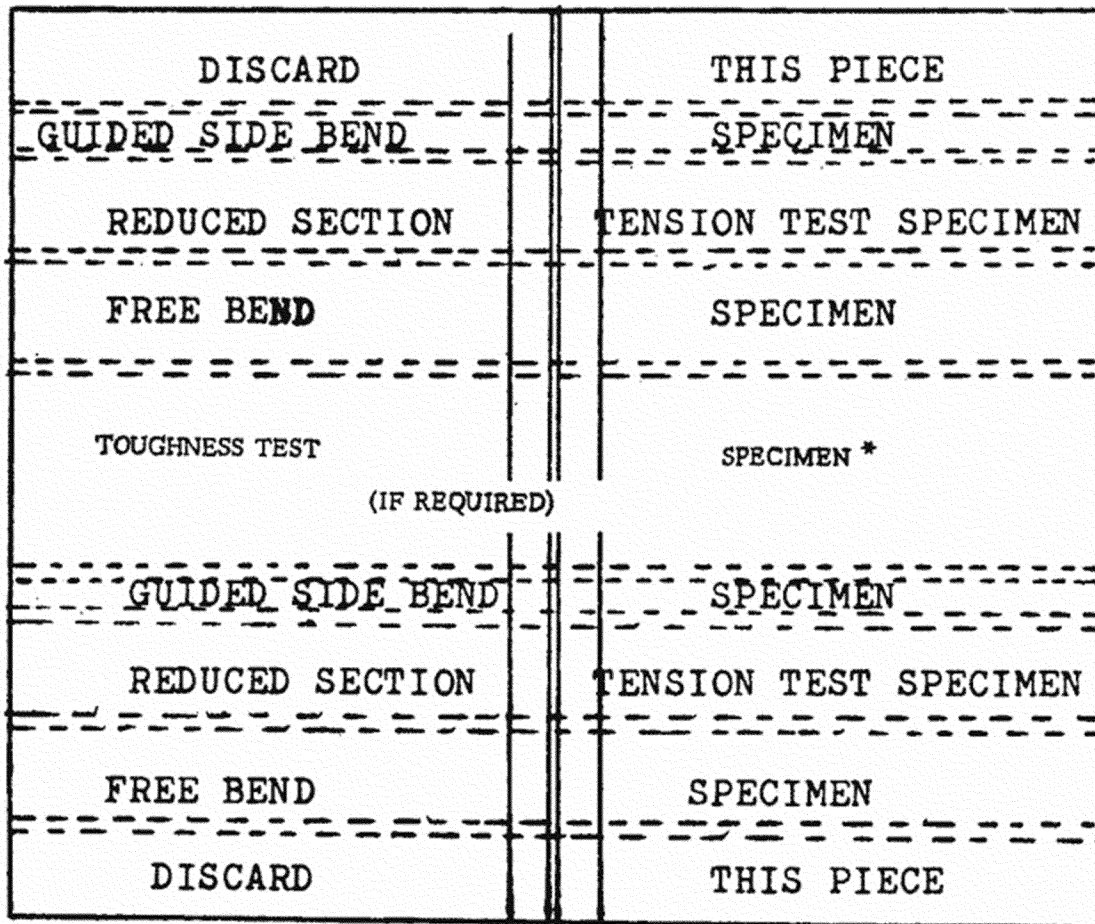 DISCARD THIS PIECE
GUIDED SIDE BEND SPECIMEN
REDUCED SECTION TENSION TEST SPECIMEN
FREE BEND SPECIMEN
TOUGHNESS TEST SPECIMEN *
(IF REQUIRED)
GUIDED SIDE BEND SPECIMEN
REDUCED SECTION TENSION TEST SPECIMEN
FREE BEND SPECIMEN
DISCARD THIS PIECE